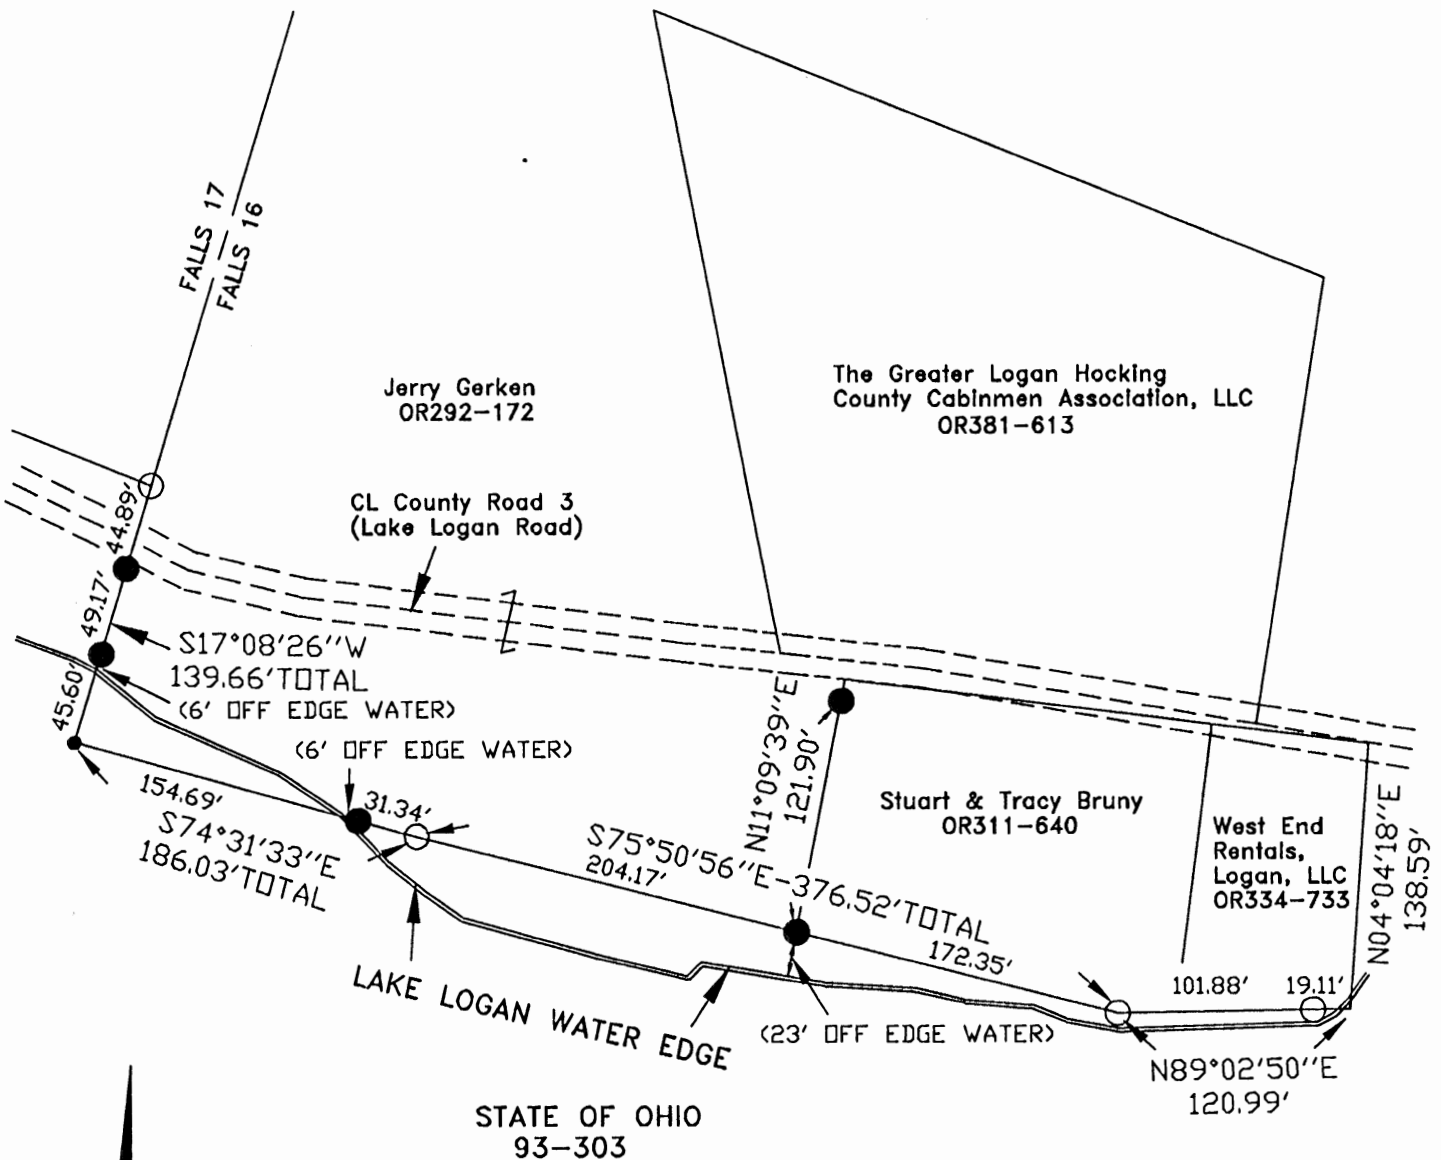 FALLS 17
FALLS 16
Jerry Gerken
OR292-172
The Greater Logan Hocking
County Cabinmen Association, LLC
OR381-613
CL County Road 3
(Lake Logan Road)
44.89'
49.17'
45.60'
S17°08'26''W
139.66'TOTAL
(6' OFF EDGE WATER)
(6' OFF EDGE WATER)
154.69'
31.34'
S74°31'33''E
186.03'TOTAL
N11°09'39''E
121.90'
S75°50'56''E-376.52'TOTAL
204.17'
172.35'
Stuart & Tracy Bruny
OR311-640
West End
Rentals,
Logan, LLC
OR334-733
N04°04'18''E
138.59'
101.88'
19.11'
LAKE LOGAN WATER EDGE
(23' OFF EDGE WATER)
N89°02'50''E
120.99'
STATE OF OHIO
93-303